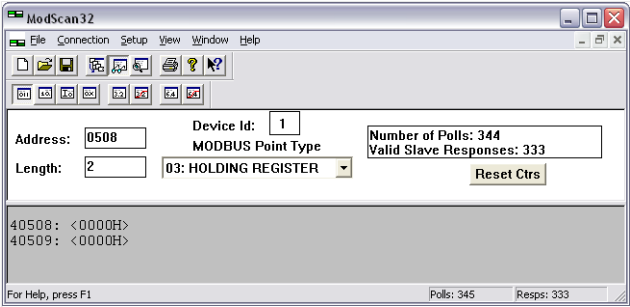 ModScan32
File Connection Setup View Window Help
Address: 0508
Device Id: 1
MODBUS Point Type
Length: 2
03: HOLDING REGISTER
Number of Polls: 344
Valid Slave Responses: 333
Reset Ctrs
40508: <0000H>
40509: <0000H>
For Help, press F1
Polls: 345
Resps: 333